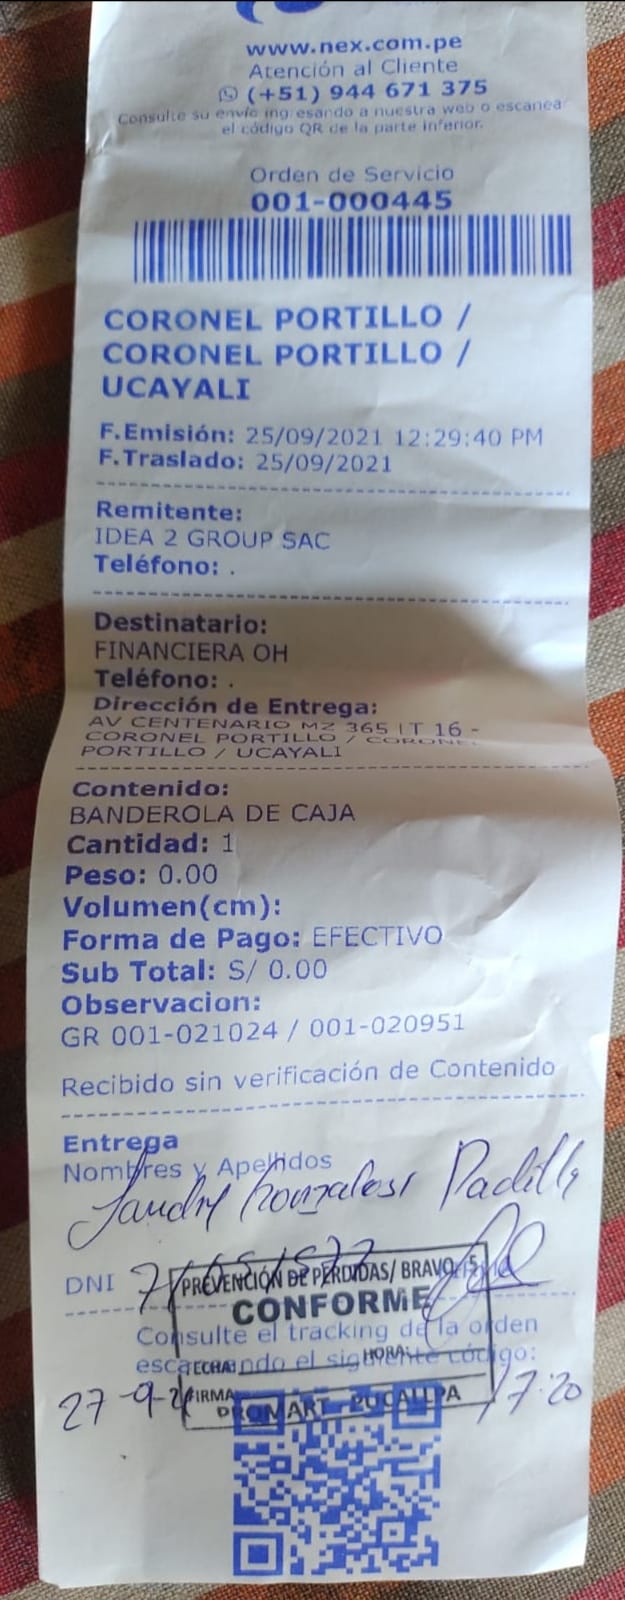 www.nex.com.pe
Atención al Cliente
(+51) 944 671 375
Consulte su envío ingresando a nuestra web o escanea
el código QR de la parte inferior.
Orden de Servicio
001-000445
CORONEL PORTILLO /
CORONEL PORTILLO /
UCAYALI
F.Emisión: 25/09/2021 12:29:40 PM
F.Traslado: 25/09/2021
Remitente:
IDEA 2 GROUP SAC
Teléfono: .
Destinatario:
FINANCIERA OH
Teléfono: .
Dirección de Entrega:
AV CENTENARIO MZ 365 LT 16 -
CORONEL PORTILLO / CORONEL
PORTILLO / UCAYALI
Contenido:
BANDEROLA DE CAJA
Cantidad: 1
Peso: 0.00
Volumen(cm):
Forma de Pago: EFECTIVO
Sub Total: S/ 0.00
Observacion:
GR 001-021024 / 001-020951
Recibido sin verificación de Contenido
Entrega
Nombres y Apellidos
Padilla
DNI
PREVENCIÓN DE PERDIDAS/ BRAVO 5
CONFORME
Consulte el tracking de la orden
escaneando el siguiente código:
FECHA: HORA:
27-9-21 17:20
FIRMA
PROMART PUCALLPA